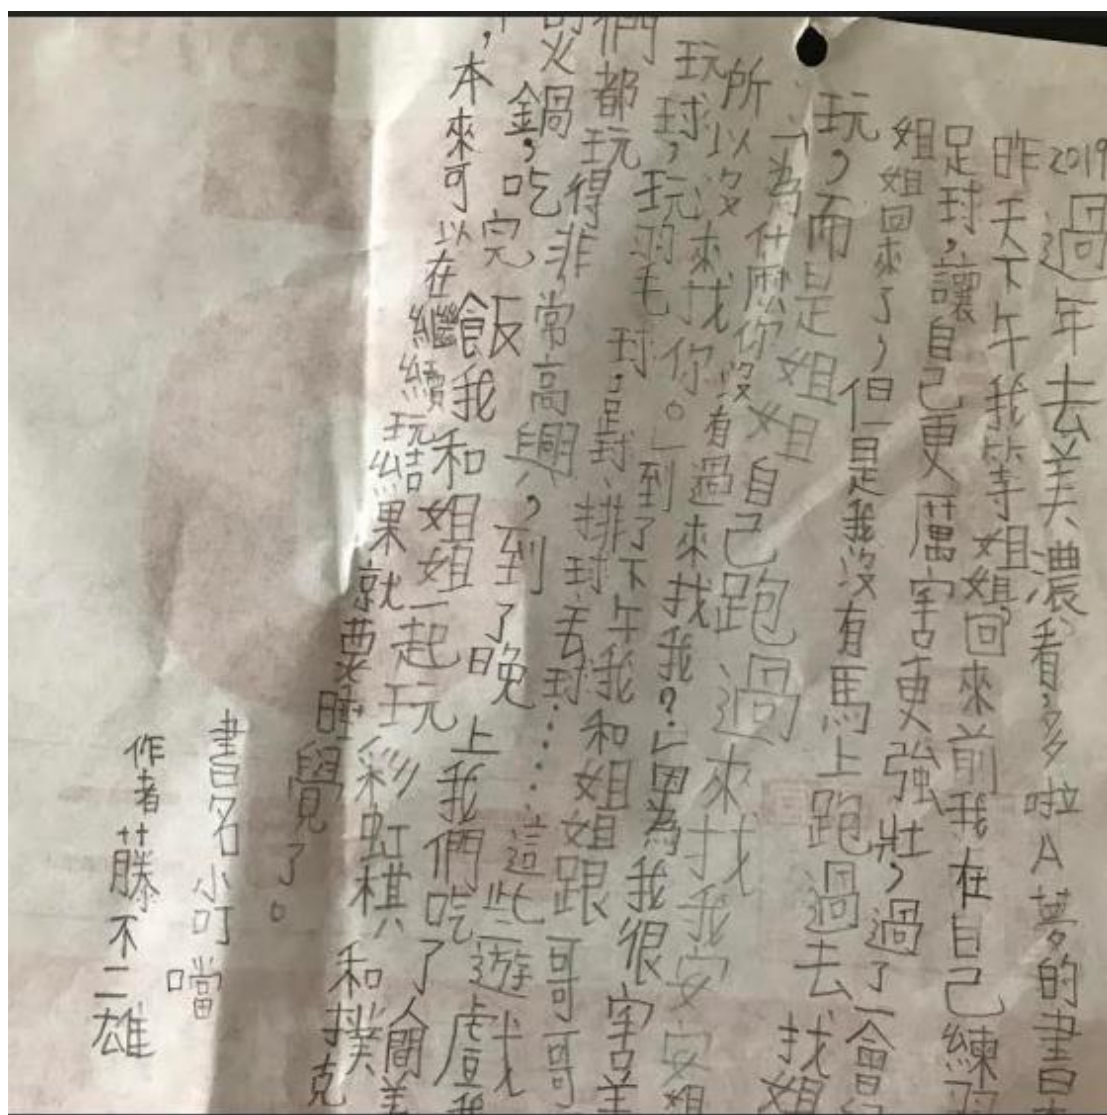 2019過年去美濃看多啦A夢的書
昨天下午我等姐姐回來前我在自己練
足球,讓自己更厲害更強壯,過了一會
姐姐回來了,但是我沒有馬上跑過去找姐
玩,而是姐姐自己跑過來找我安安姐
「為什麼你沒有過來找我?」因為我很害羞
所以沒來找你。」到了下午我和姐姐跟哥哥
玩球,玩羽毛球、足球、排球、丟球……這些遊戲我
們都玩得非常高興,到了晚上我們吃了
火鍋,吃完飯我和姐姐一起玩彩虹棋和撲克
,本來可以在繼續玩結果就要睡覺了。
書名小叮噹
作者藤不二雄